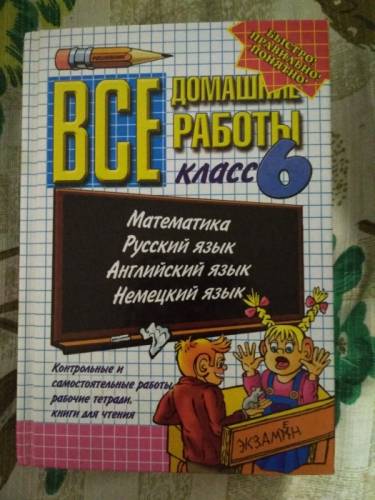 БЫСТРО!
ПРАВИЛЬНО!
ПОНЯТНО!
ВСЕ
ДОМАШНИЕ
РАБОТЫ
класс 6
Математика
Русский язык
Английский язык
Немецкий язык
Контрольные и
самостоятельные работы,
рабочие тетради,
книги для чтения
ЭКЗАМЕИН